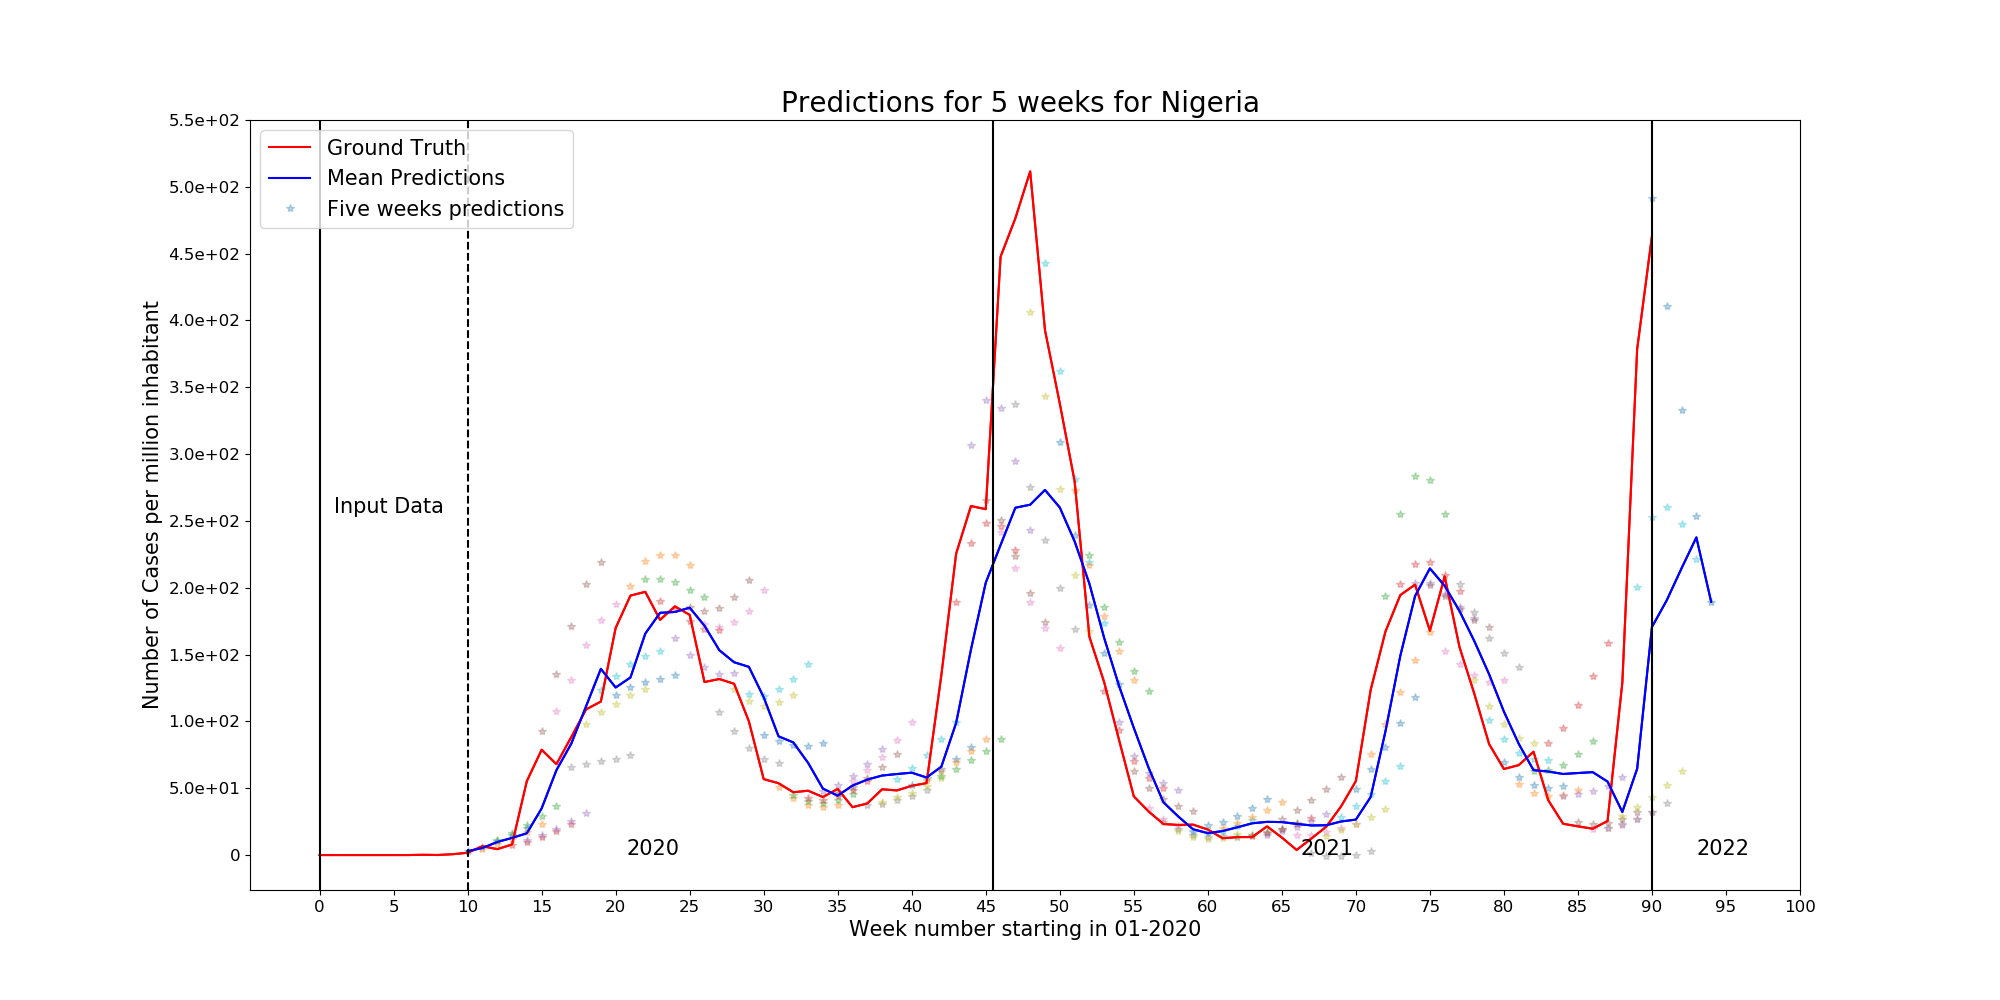 Predictions for 5 weeks for Nigeria
5.5e+02
5.0e+02
4.5e+02
4.0e+02
3.5e+02
3.0e+02
2.5e+02
2.0e+02
1.5e+02
1.0e+02
5.0e+01
0
Number of Cases per million inhabitant
Ground Truth
Mean Predictions
Five weeks predictions
Input Data
2020
2021
2022
0 5 10 15 20 25 30 35 40 45 50 55 60 65 70 75 80 85 90 95 100
Week number starting in 01-2020